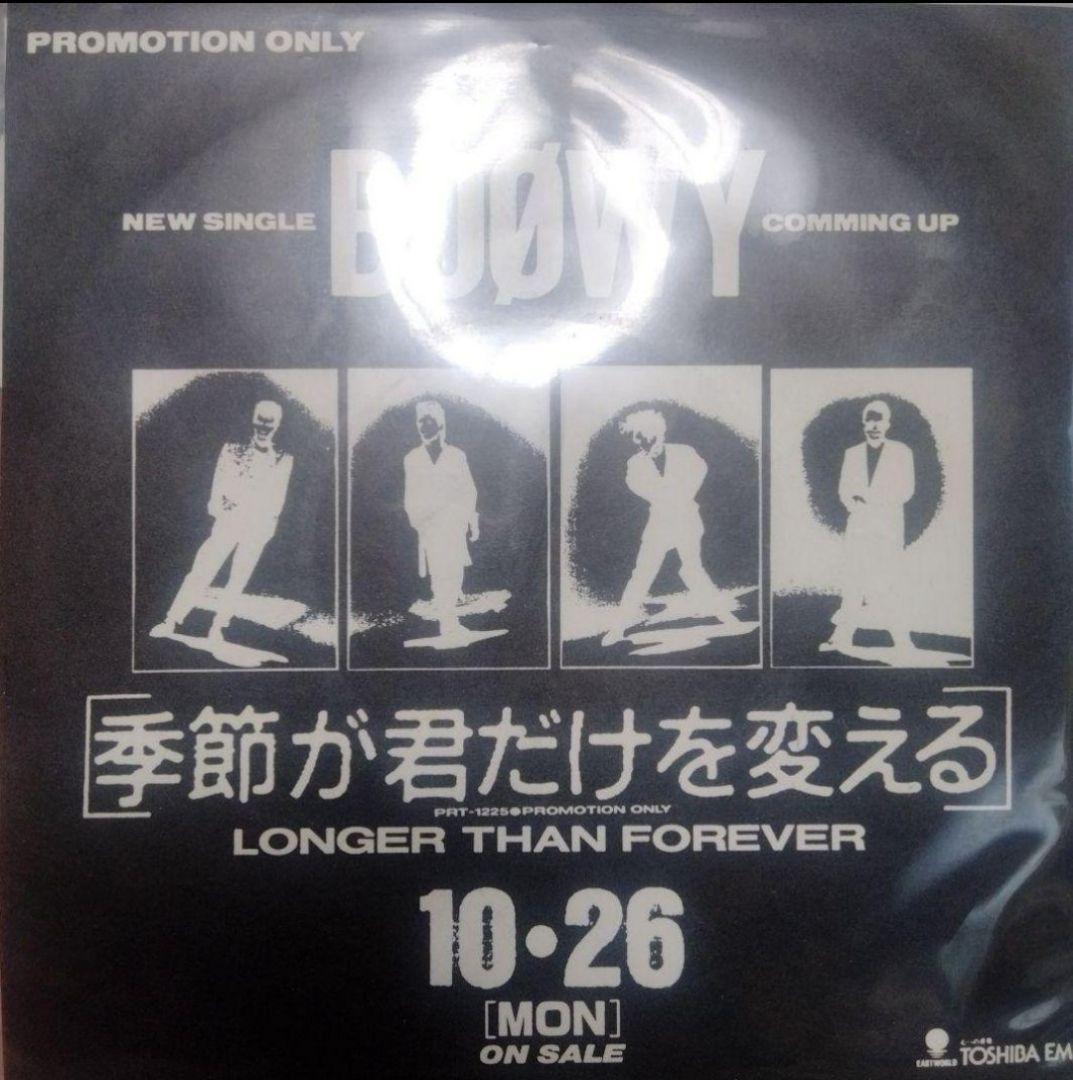 PROMOTION ONLY
NEW SINGLE BOØWY COMMING UP
[季節が君だけを変える]
PRT-1225●PROMOTION ONLY
LONGER THAN FOREVER
10・26
[MON]
ON SALE
EASTWORLD TOSHIBA EM